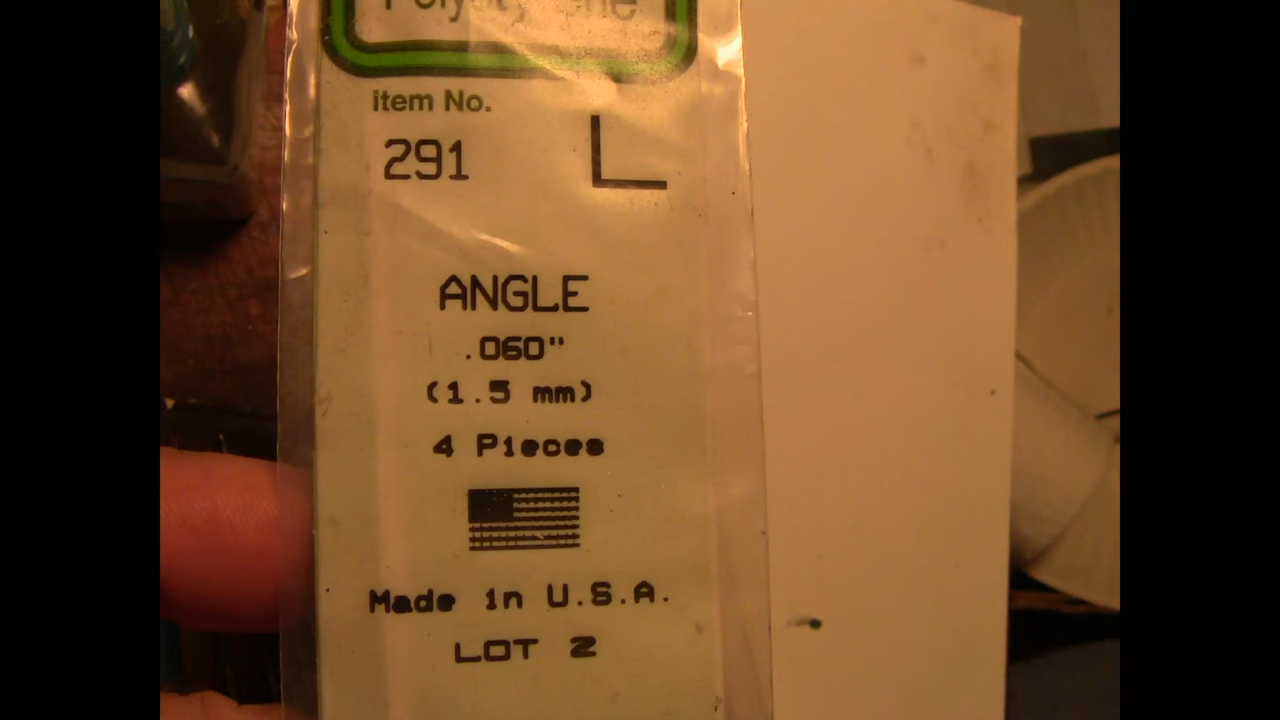 Polystyrene
Item No.
291
ANGLE
.060"
(1.5 mm)
4 Pieces
Made in U.S.A.
LOT 2